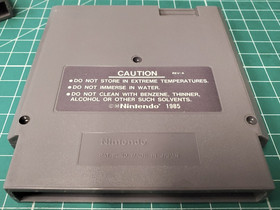 CAUTION
REV-A
●DO NOT STORE IN EXTREME TEMPERATURES.
●DO NOT IMMERSE IN WATER.
●DO NOT CLEAN WITH BENZENE, THINNER,
ALCOHOL OR OTHER SUCH SOLVENTS.
Nintendo 1985
Nintendo